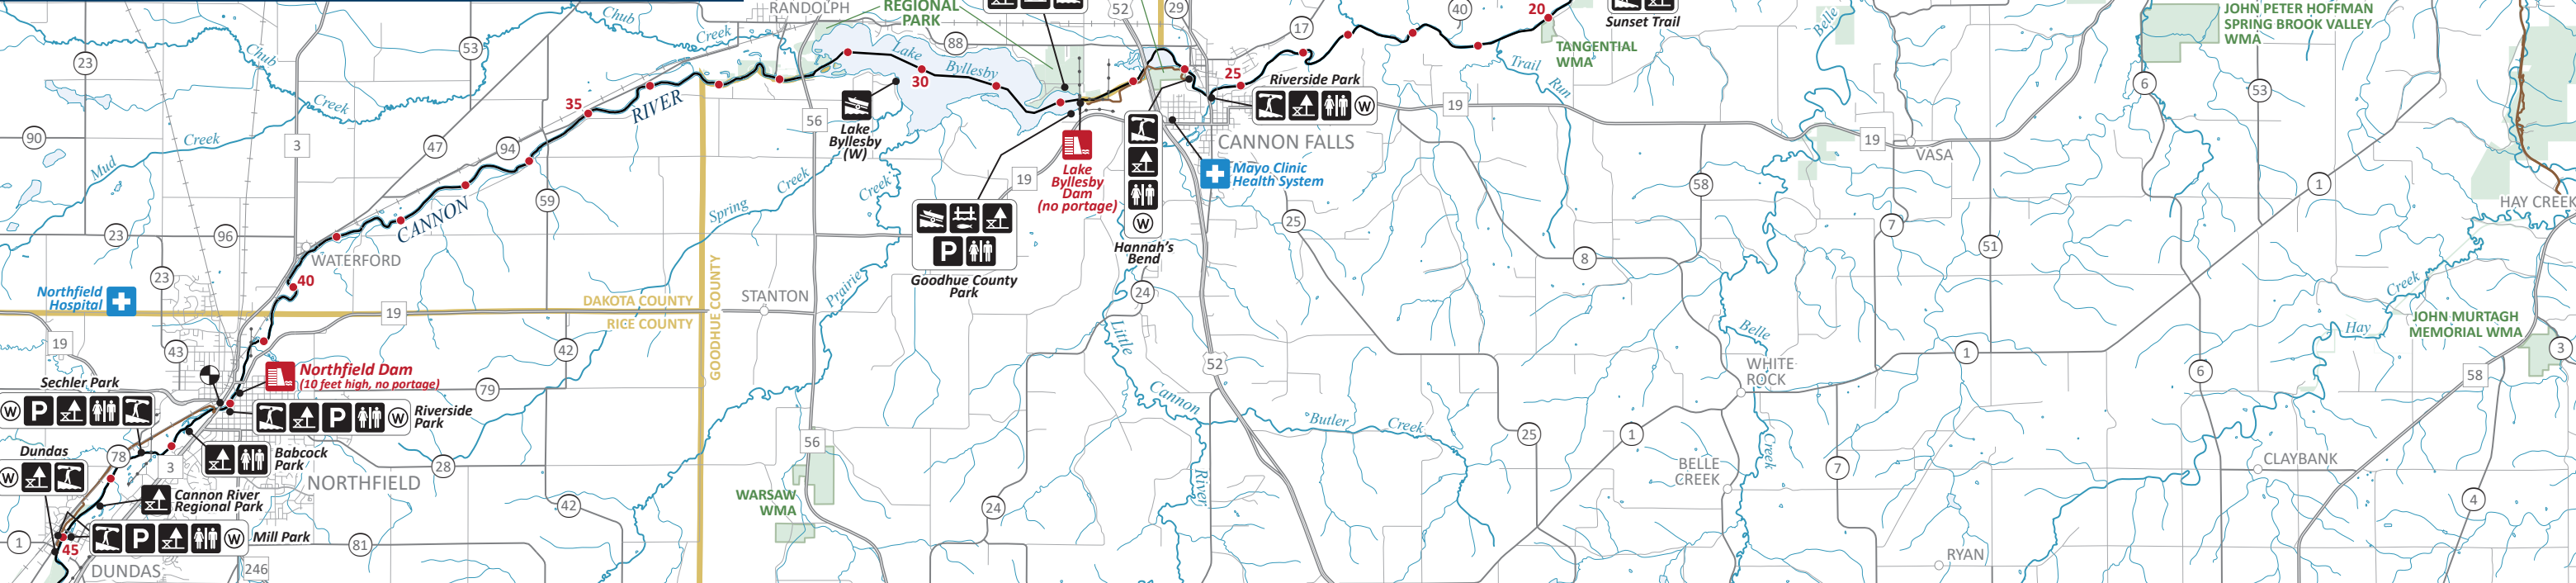 RANDOLPH
REGIONAL
PARK
52
29
20
Sunset Trail
JOHN PETER HOFFMAN
SPRING BROOK VALLEY
WMA
Chub
Creek
53
23
Chub
Creek
88
Lake
Byllesby
30
17
40
TANGENTIAL
WMA
Trail
Run
Belle
6
53
25
Riverside Park
W
19
35
RIVER
56
Lake
Byllesby
(W)
CANNON FALLS
19
VASA
90
Mud
Creek
3
47
94
Lake
Byllesby
Dam
(no portage)
Mayo Clinic
Health System
W
Hannah's
Bend
19
58
1
HAY CREEK
23
96
59
CANNON
Spring
Creek
Creek
P
Goodhue County
Park
25
7
51
8
WATERFORD
23
40
Northfield
Hospital
DAKOTA COUNTY
RICE COUNTY
GOODHUE COUNTY
STANTON
Prairie
24
Little
Cannon
River
Creek
Hay
JOHN MURTAGH
MEMORIAL WMA
19
19
43
42
Belle
Creek
1
3
52
WHITE
ROCK
6
58
Northfield Dam
(10 feet high, no portage)
79
Sechler Park
W P
P W
Riverside
Park
Butler
Creek
25
1
56
Dundas
W
78
3
Babcock
Park
28
NORTHFIELD
BELLE
CREEK
7
CLAYBANK
Cannon River
Regional Park
WARSAW
WMA
42
24
4
1
45
P W
Mill Park
81
DUNDAS
246
RYAN